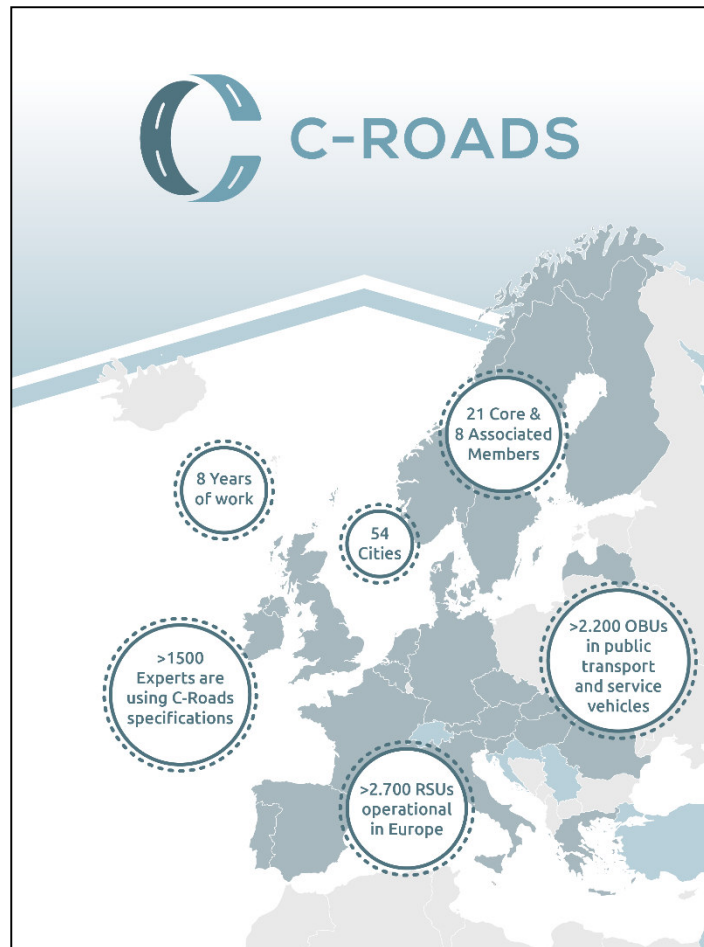 C-ROADS
21 Core &
8 Associated
Members
8 Years
of work
54
Cities
>1500
Experts are
using C-Roads
specifications
>2.200 OBUs
in public
transport
and service
vehicles
>2.700 RSUs
operational
in Europe